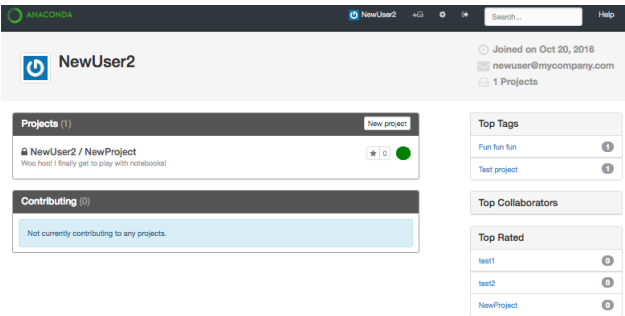 ANACONDA
NewUser2
Search...
Help
NewUser2
Joined on Oct 20, 2016
newuser@mycompany.com
1 Projects
Projects (1)
New project
NewUser2 / NewProject
Woo hoo! I finally get to play with notebooks!
0
Contributing (0)
Not currently contributing to any projects.
Top Tags
Fun fun fun 1
Test project 1
Top Collaborators
Top Rated
test1 0
test2 0
NewProject 0